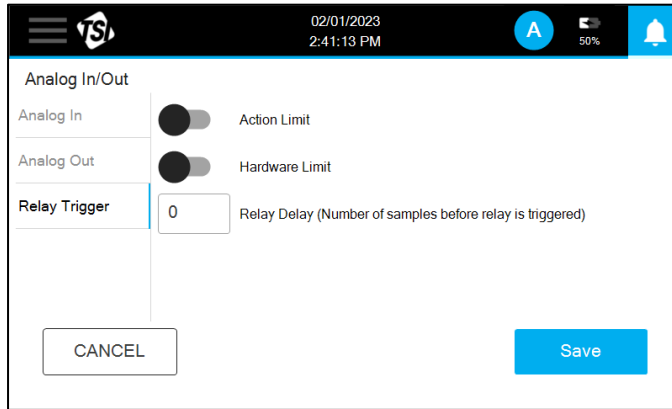 TSI
02/01/2023
2:41:13 PM
A
50%
Analog In/Out
Analog In
Action Limit
Analog Out
Hardware Limit
Relay Trigger
0
Relay Delay (Number of samples before relay is triggered)
CANCEL
Save